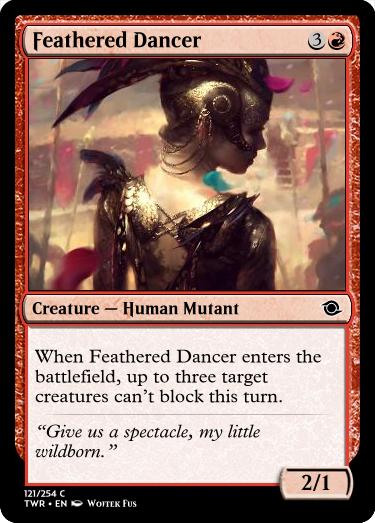 Feathered Dancer 3
Creature — Human Mutant
When Feathered Dancer enters the
battlefield, up to three target
creatures can't block this turn.
“Give us a spectacle, my little
wildborn.”
2/1
121/254 C
TWR • EN Wojtek Fus